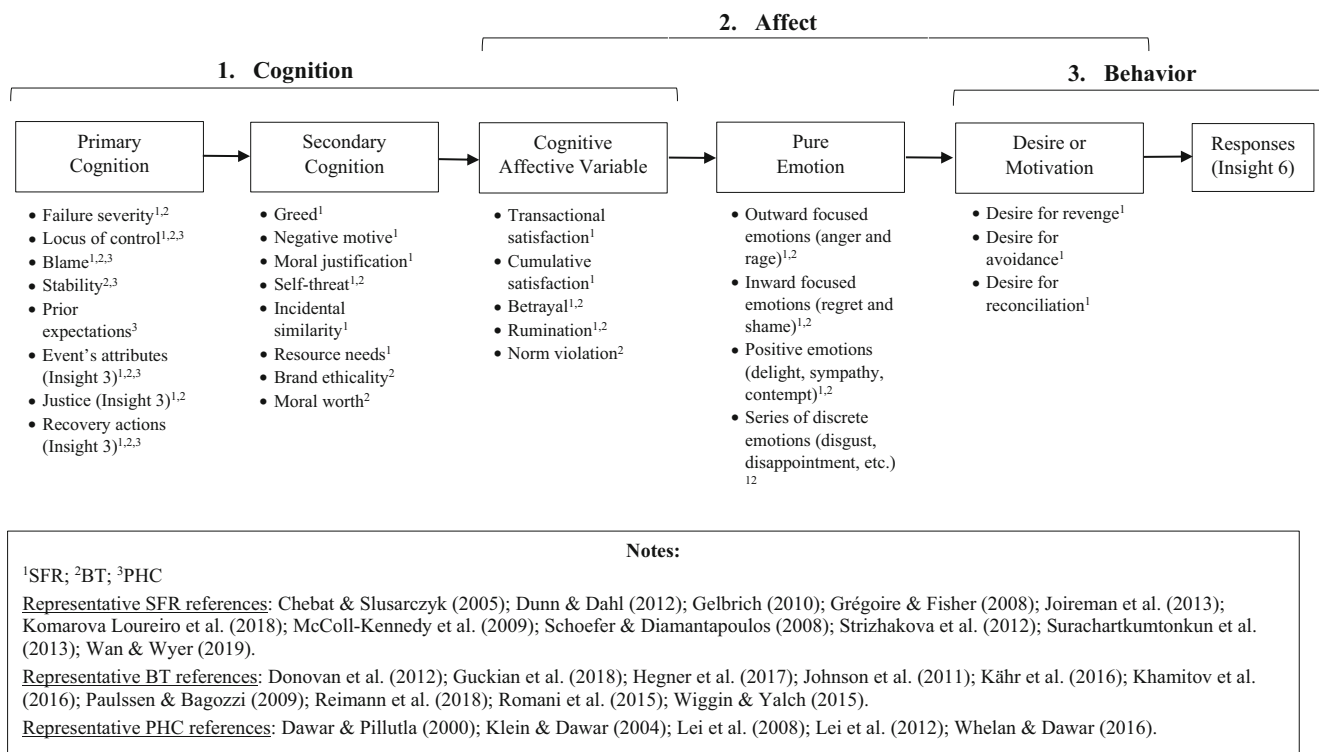 2. Affect
1. Cognition
3. Behavior
Primary
Cognition
Secondary
Cognition
Cognitive
Affective Variable
Pure
Emotion
Desire or
Motivation
Responses
(Insight 6)
• Failure severity¹,²
• Locus of control¹,²,³
• Blame¹,²,³
• Stability²,³
• Prior
expectations³
• Event's attributes
(Insight 3)¹,²,³
• Justice (Insight 3)¹,²
• Recovery actions
(Insight 3)¹,²,³
• Greed¹
• Negative motive¹
• Moral justification¹
• Self-threat¹,²
• Incidental
similarity¹
• Resource needs¹
• Brand ethicality²
• Moral worth²
• Transactional
satisfaction¹
• Cumulative
satisfaction¹
• Betrayal¹,²
• Rumination¹,²
• Norm violation²
• Outward focused
emotions (anger and
rage)¹,²
• Inward focused
emotions (regret and
shame)¹,²
• Positive emotions
(delight, sympathy,
contempt)¹,²
• Series of discrete
emotions (disgust,
disappointment, etc.)
¹²
• Desire for revenge¹
• Desire for
avoidance¹
• Desire for
reconciliation¹
Notes:
¹SFR; ²BT; ³PHC
Representative SFR references: Chebat & Slusarczyk (2005); Dunn & Dahl (2012); Gelbrich (2010); Grégoire & Fisher (2008); Joireman et al. (2013);
Komarova Loureiro et al. (2018); McColl-Kennedy et al. (2009); Schoefer & Diamantapoulos (2008); Strizhakova et al. (2012); Surachartkumtonkun et al.
(2013); Wan & Wyer (2019).
Representative BT references: Donovan et al. (2012); Guckian et al. (2018); Hegner et al. (2017); Johnson et al. (2011); Kähr et al. (2016); Khamitov et al.
(2016); Paulssen & Bagozzi (2009); Reimann et al. (2018); Romani et al. (2015); Wiggin & Yalch (2015).
Representative PHC references: Dawar & Pillutla (2000); Klein & Dawar (2004); Lei et al. (2008); Lei et al. (2012); Whelan & Dawar (2016).